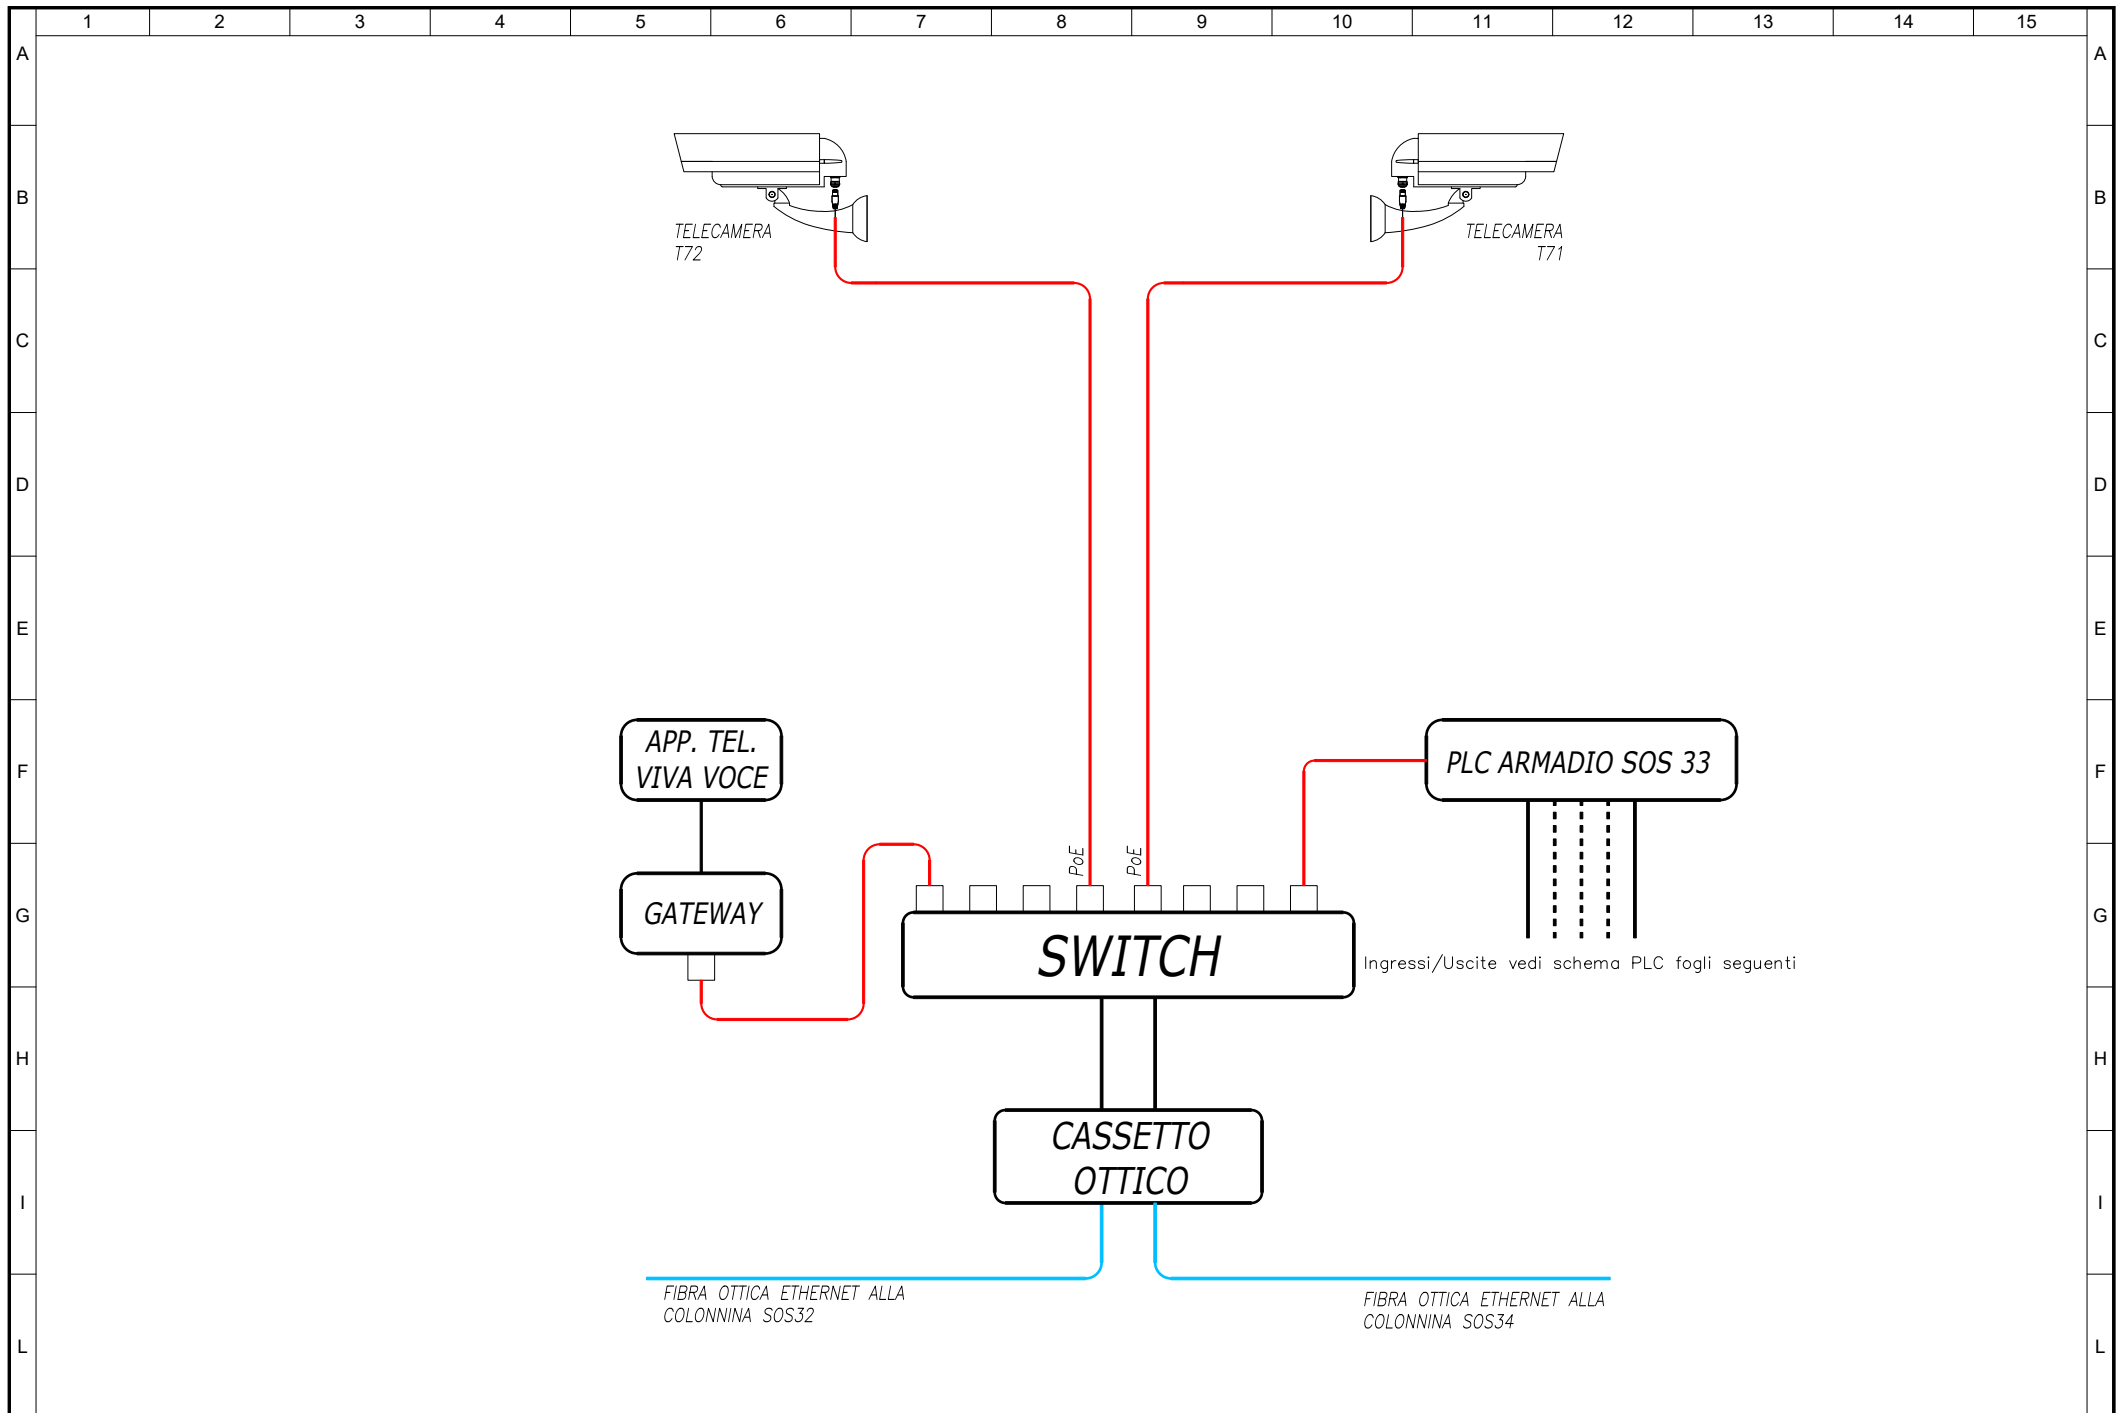 1 2 3 4 5 6 7 8 9 10 11 12 13 14 15
A A
B B
TELECAMERA
T72
TELECAMERA
T71
C C
D D
E E
F F
APP. TEL.
VIVA VOCE
PLC ARMADIO SOS 33
PoE PoE
G G
GATEWAY
SWITCH
Ingressi/Uscite vedi schema PLC fogli seguenti
H H
CASSETTO
OTTICO
I I
FIBRA OTTICA ETHERNET ALLA
COLONNINA SOS32
FIBRA OTTICA ETHERNET ALLA
COLONNINA SOS34
L L